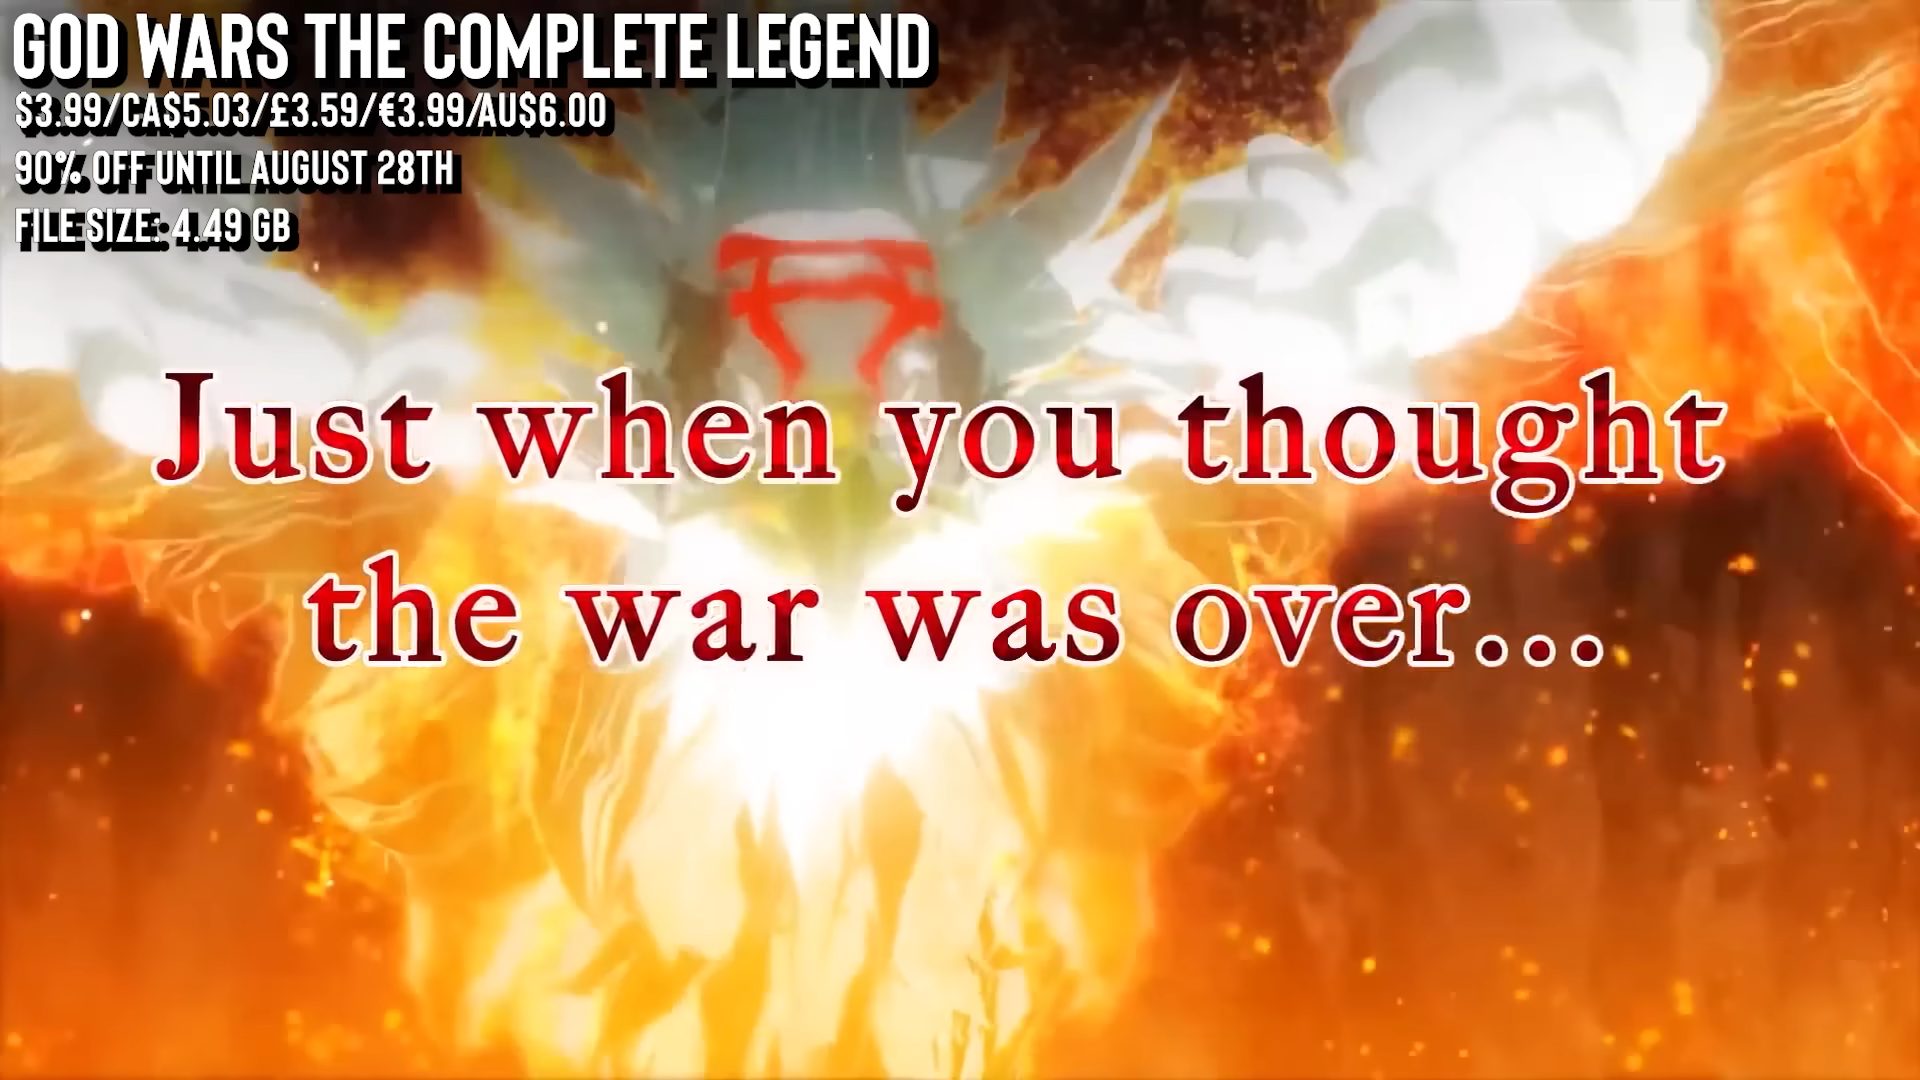 GOD WARS THE COMPLETE LEGEND
$3.99/CA$5.03/£3.59/€3.99/AU$6.00
90% OFF UNTIL AUGUST 28TH
FILE SIZE: 4.49 GB
Just when you thought
the war was over...